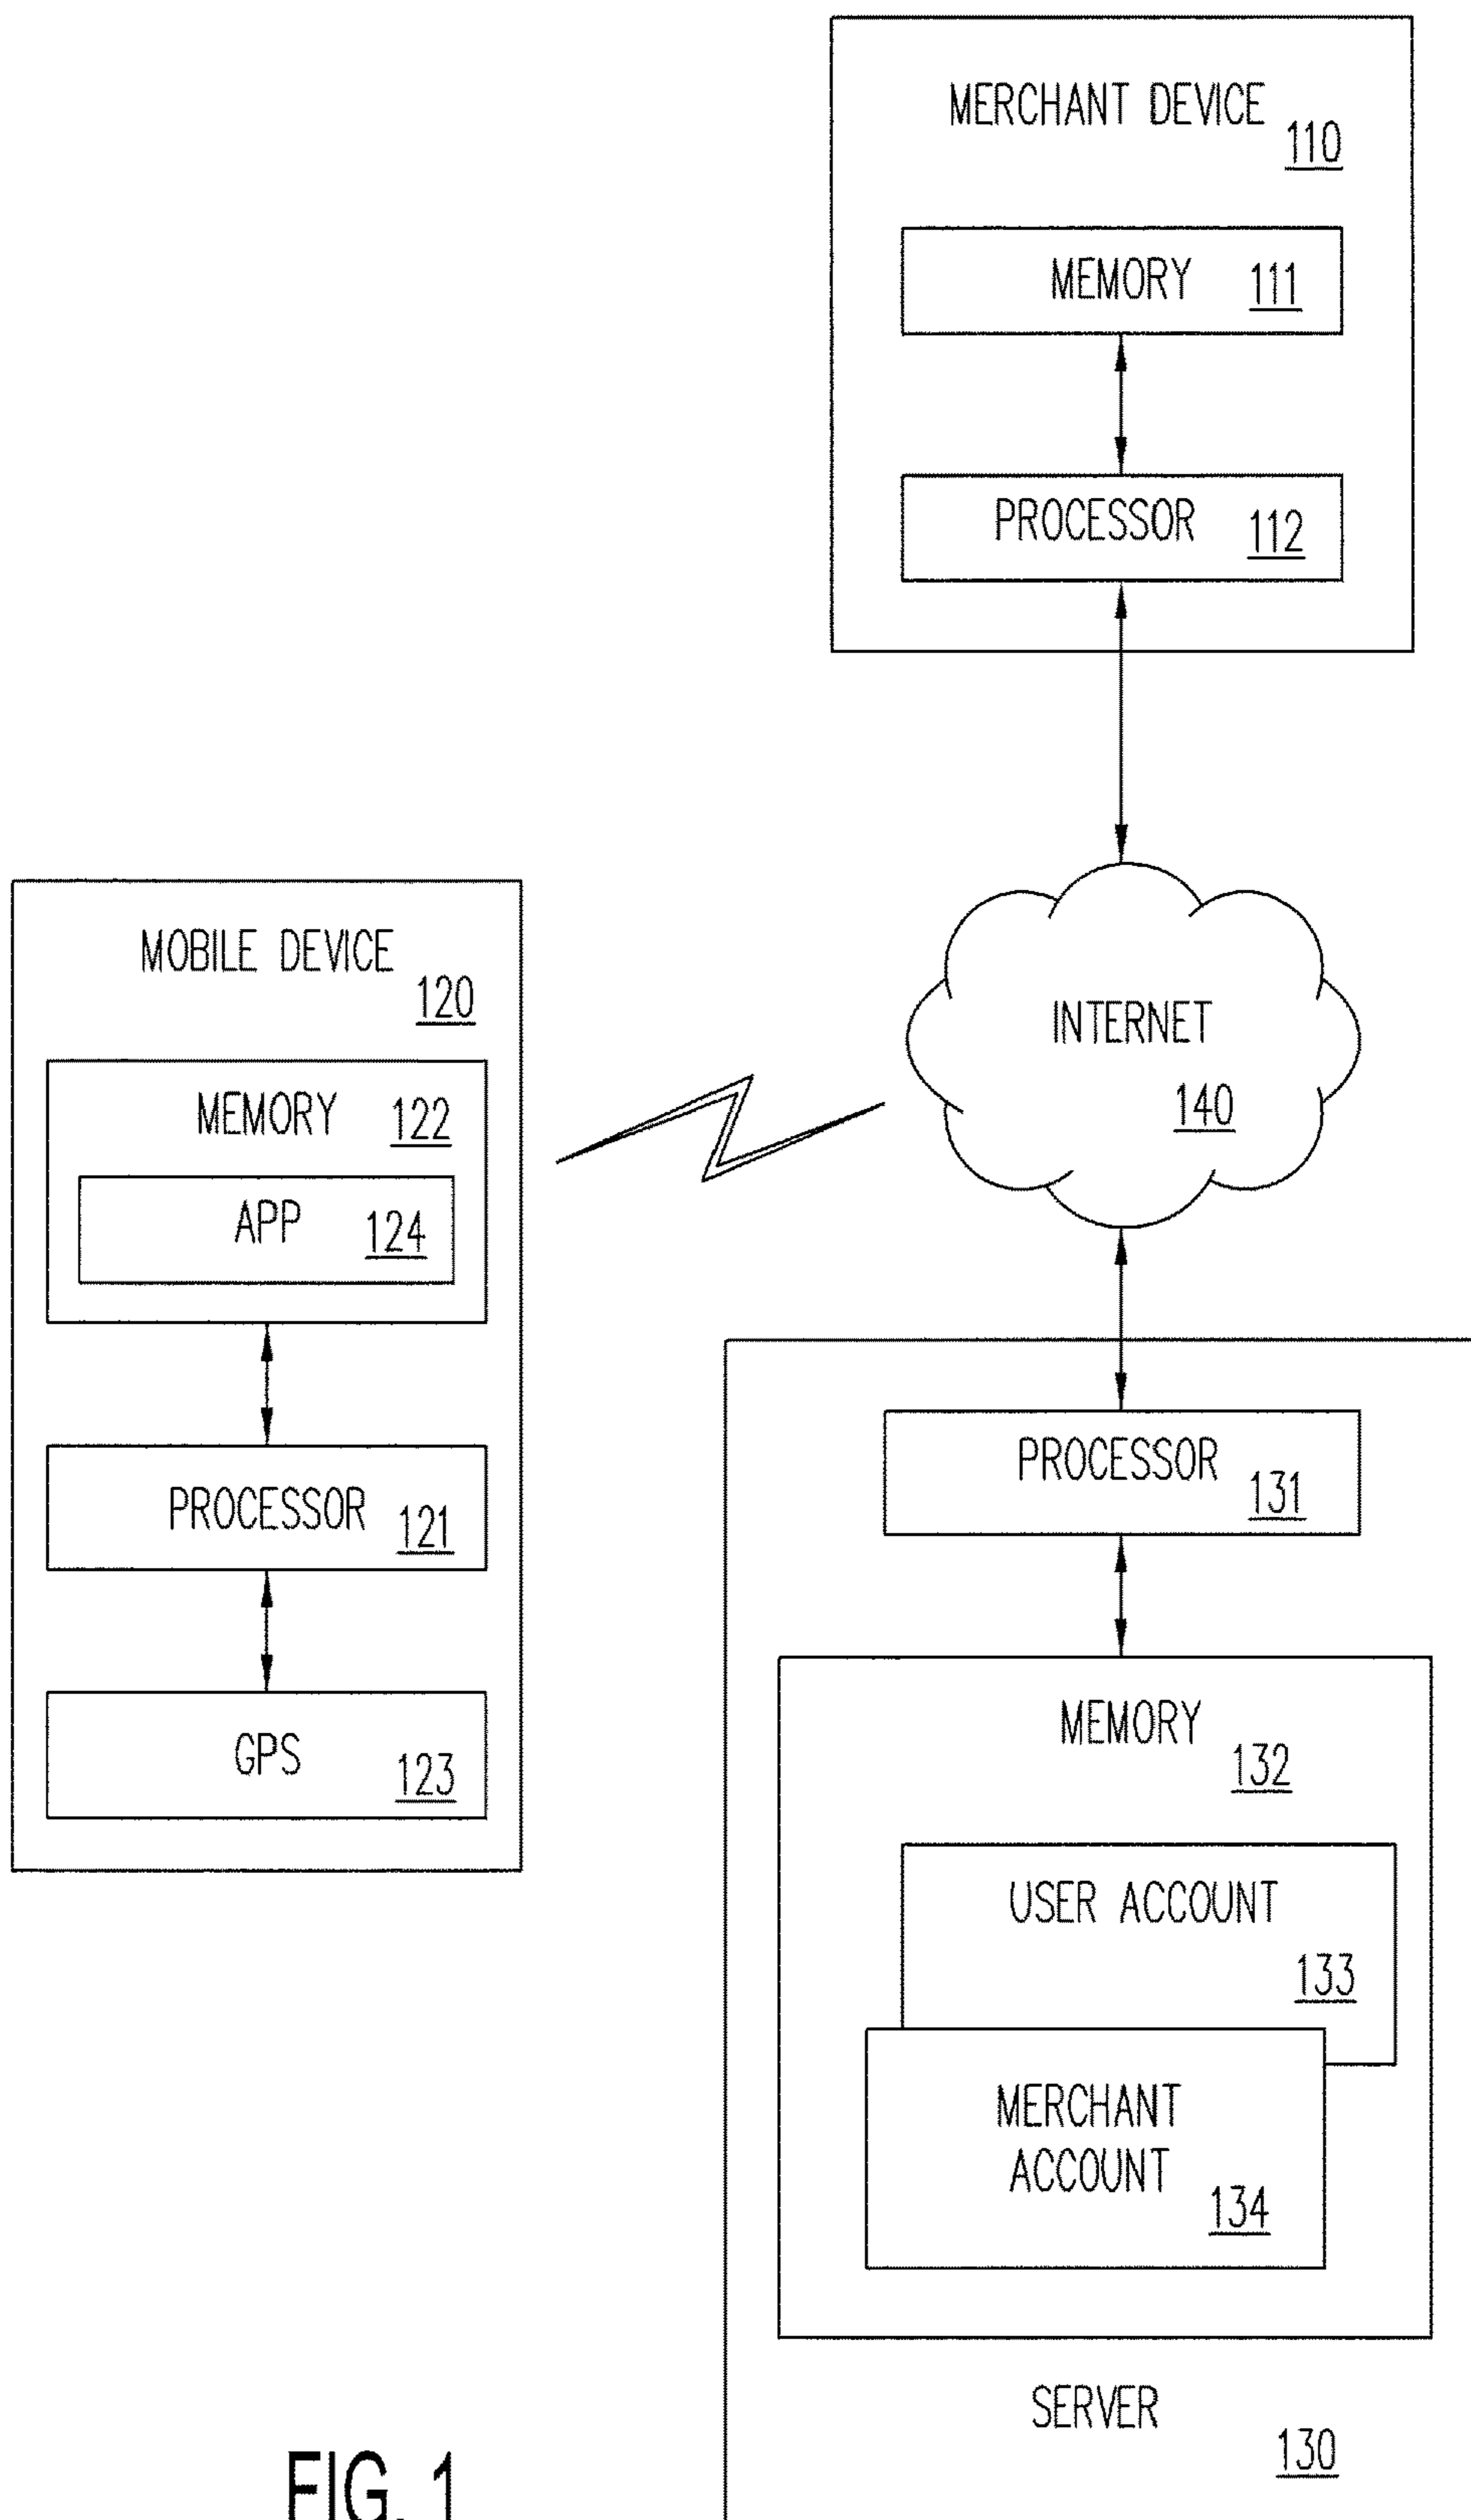 MERCHANT DEVICE
110
MEMORY 111
PROCESSOR 112
MOBILE DEVICE
120
MEMORY 122
APP 124
PROCESSOR 121
GPS 123
INTERNET
140
PROCESSOR 131
MEMORY
132
USER ACCOUNT
133
MERCHANT
ACCOUNT
134
SERVER
130
FIG. 1